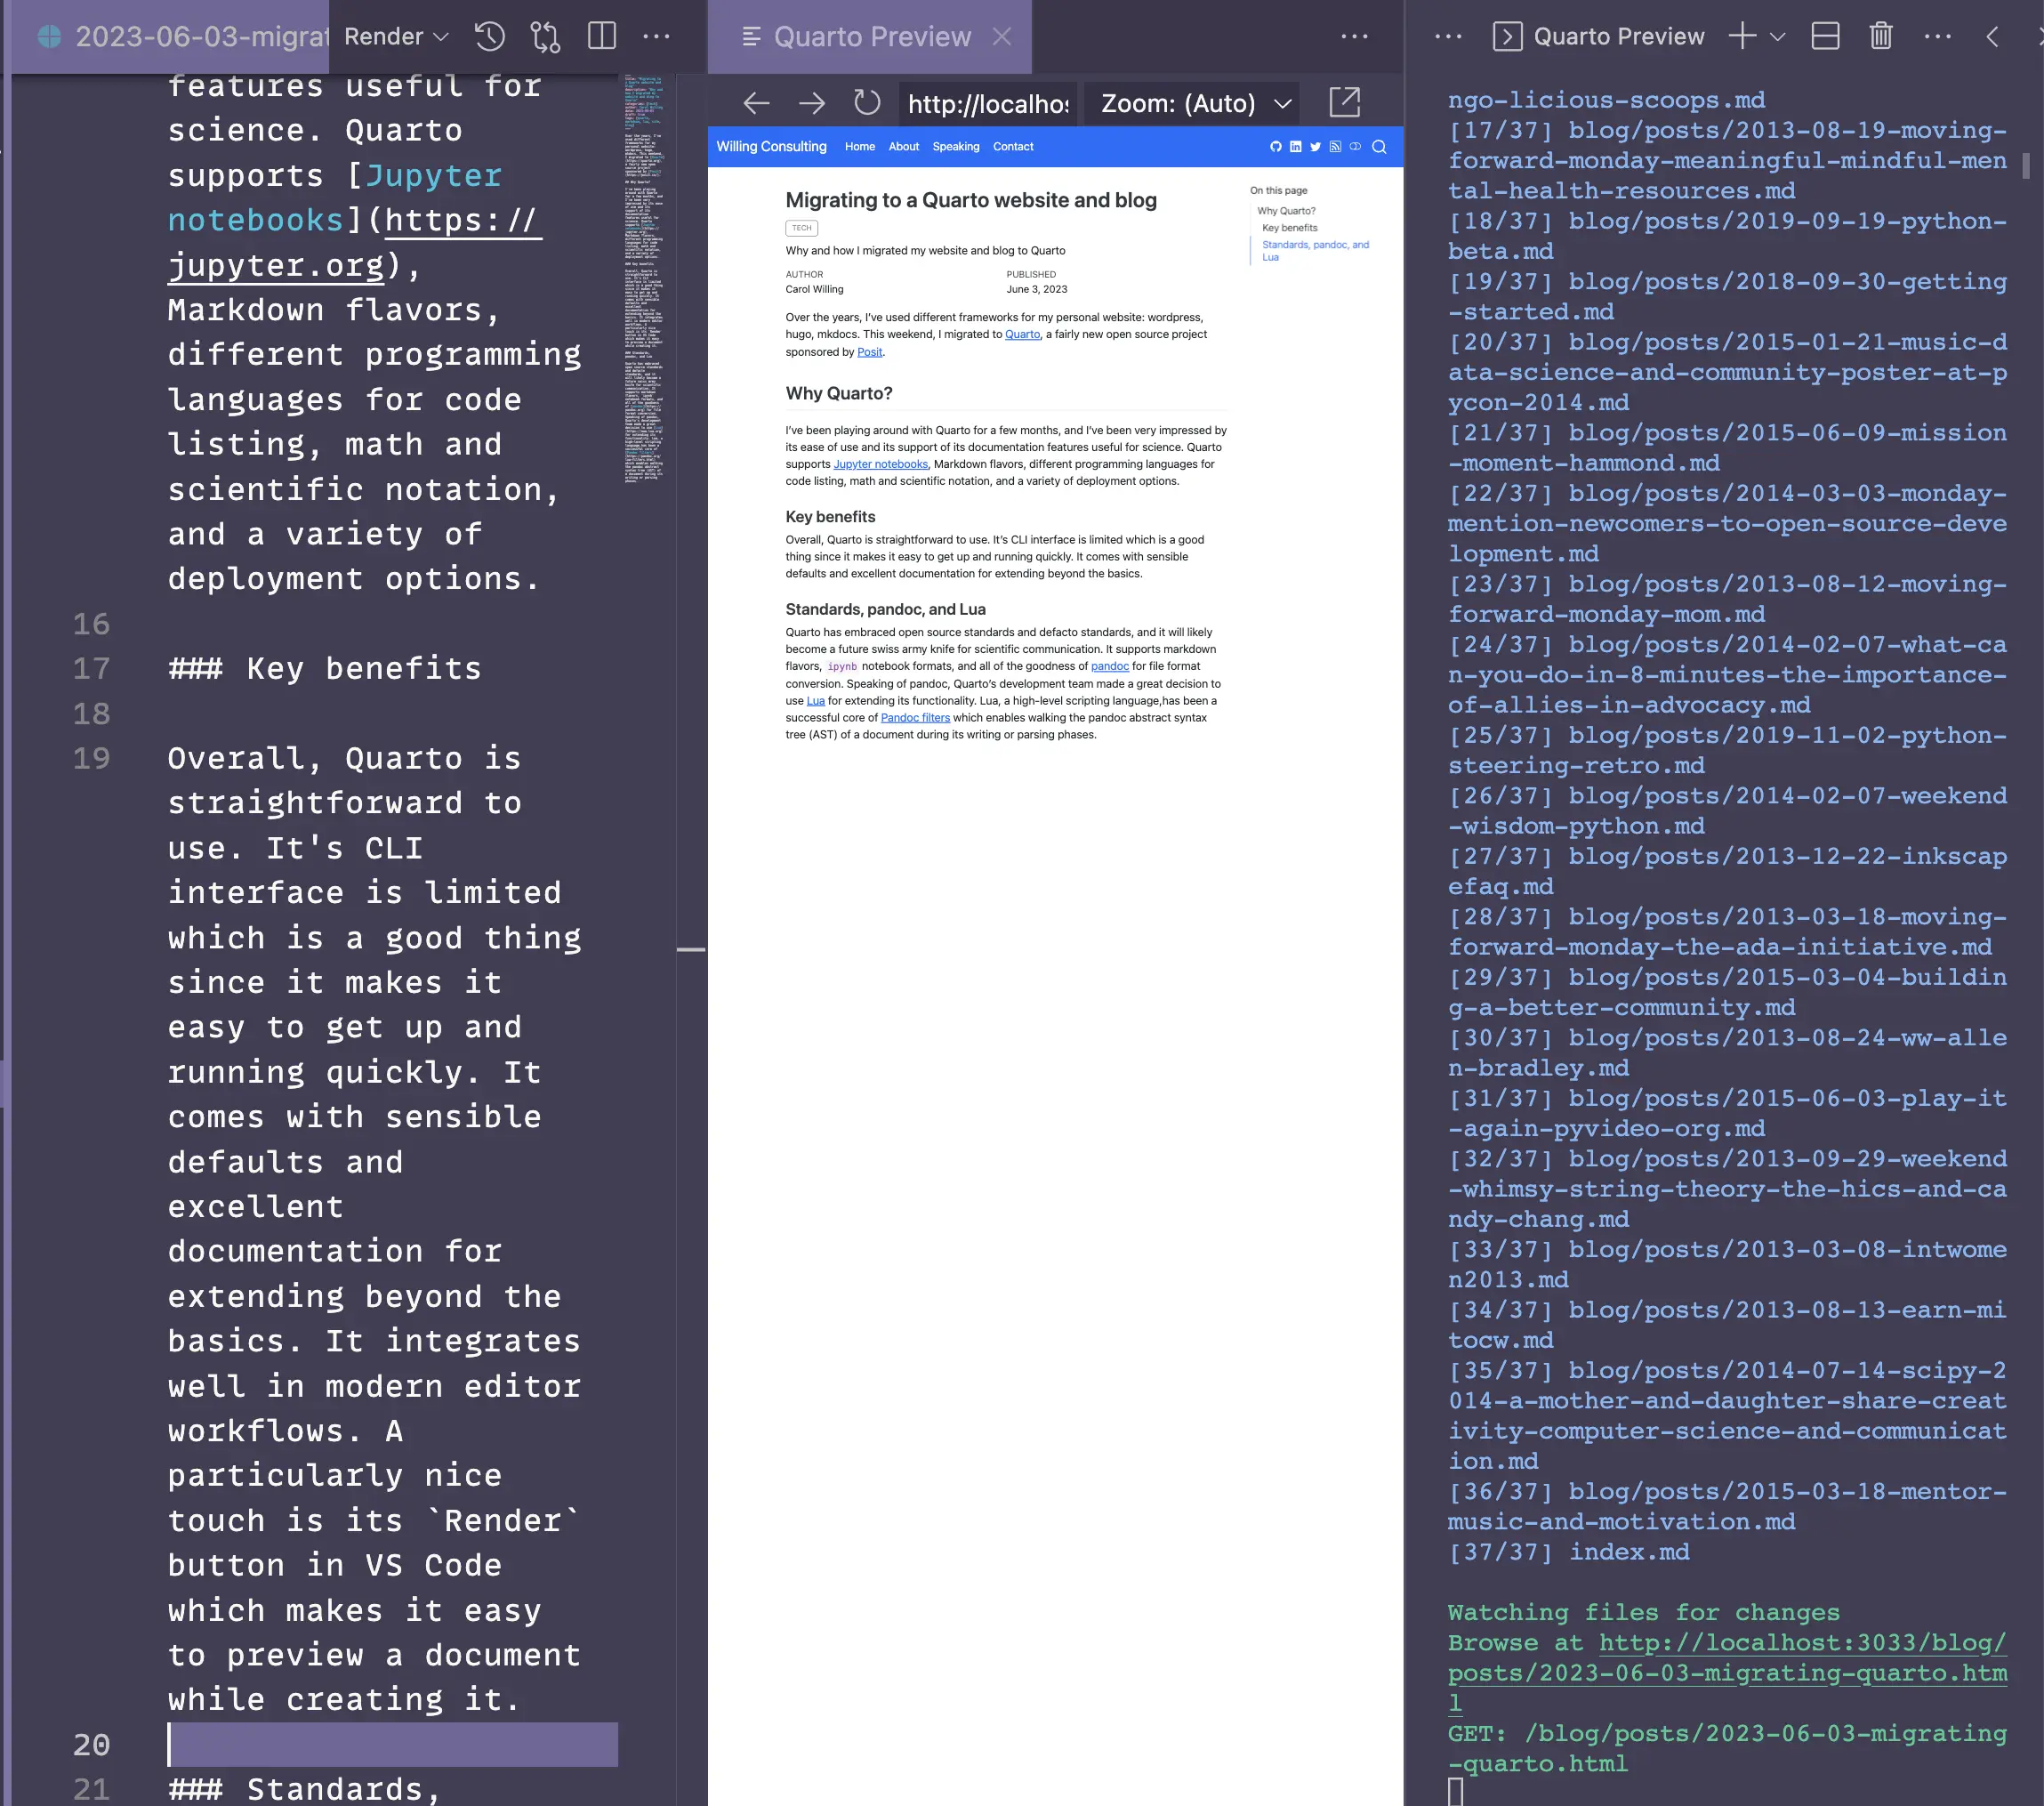 2023-06-03-migrat
Render
features useful for
science. Quarto
supports [Jupyter
notebooks](https://
jupyter.org),
Markdown flavors,
different programming
languages for code
listing, math and
scientific notation,
and a variety of
deployment options.
16
17 ### Key benefits
18
19 Overall, Quarto is
straightforward to
use. It's CLI
interface is limited
which is a good thing
since it makes it
easy to get up and
running quickly. It
comes with sensible
defaults and
excellent
documentation for
extending beyond the
basics. It integrates
well in modern editor
workflows. A
particularly nice
touch is its `Render`
button in VS Code
which makes it easy
to preview a document
while creating it.
20
21 ### Standards,
Quarto Preview
http://localho
Zoom: (Auto)
Willing Consulting Home About Speaking Contact
Migrating to a Quarto website and blog
TECH
Why and how I migrated my website and blog to Quarto
AUTHOR PUBLISHED
Carol Willing June 3, 2023
Over the years, I've used different frameworks for my personal website: wordpress,
hugo, mkdocs. This weekend, I migrated to Quarto, a fairly new open source project
sponsored by Posit.
Why Quarto?
I've been playing around with Quarto for a few months, and I've been very impressed by
its ease of use and its support of its documentation features useful for science. Quarto
supports Jupyter notebooks, Markdown flavors, different programming languages for
code listing, math and scientific notation, and a variety of deployment options.
Key benefits
Overall, Quarto is straightforward to use. It's CLI interface is limited which is a good
thing since it makes it easy to get up and running quickly. It comes with sensible
defaults and excellent documentation for extending beyond the basics.
Standards, pandoc, and Lua
Quarto has embraced open source standards and defacto standards, and it will likely
become a future swiss army knife for scientific communication. It supports markdown
flavors, ipynb notebook formats, and all of the goodness of pandoc for file format
conversion. Speaking of pandoc, Quarto's development team made a great decision to
use Lua for extending its functionality. Lua, a high-level scripting language,has been a
successful core of Pandoc filters which enables walking the pandoc abstract syntax
tree (AST) of a document during its writing or parsing phases.
On this page
Why Quarto?
Key benefits
Standards, pandoc, and
Lua
Quarto Preview
ngo-licious-scoops.md
[17/37] blog/posts/2013-08-19-moving-
forward-monday-meaningful-mindful-men
tal-health-resources.md
[18/37] blog/posts/2019-09-19-python-
beta.md
[19/37] blog/posts/2018-09-30-getting
-started.md
[20/37] blog/posts/2015-01-21-music-d
ata-science-and-community-poster-at-p
ycon-2014.md
[21/37] blog/posts/2015-06-09-mission
-moment-hammond.md
[22/37] blog/posts/2014-03-03-monday-
mention-newcomers-to-open-source-deve
lopment.md
[23/37] blog/posts/2013-08-12-moving-
forward-monday-mom.md
[24/37] blog/posts/2014-02-07-what-ca
n-you-do-in-8-minutes-the-importance-
of-allies-in-advocacy.md
[25/37] blog/posts/2019-11-02-python-
steering-retro.md
[26/37] blog/posts/2014-02-07-weekend
-wisdom-python.md
[27/37] blog/posts/2013-12-22-inkscap
efaq.md
[28/37] blog/posts/2013-03-18-moving-
forward-monday-the-ada-initiative.md
[29/37] blog/posts/2015-03-04-buildin
g-a-better-community.md
[30/37] blog/posts/2013-08-24-ww-alle
n-bradley.md
[31/37] blog/posts/2015-06-03-play-it
-again-pyvideo-org.md
[32/37] blog/posts/2013-09-29-weekend
-whimsy-string-theory-the-hics-and-ca
ndy-chang.md
[33/37] blog/posts/2013-03-08-intwome
n2013.md
[34/37] blog/posts/2013-08-13-earn-mi
tocw.md
[35/37] blog/posts/2014-07-14-scipy-2
014-a-mother-and-daughter-share-creat
ivity-computer-science-and-communicat
ion.md
[36/37] blog/posts/2015-03-18-mentor-
music-and-motivation.md
[37/37] index.md
Watching files for changes
Browse at http://localhost:3033/blog/
posts/2023-06-03-migrating-quarto.htm
l
GET: /blog/posts/2023-06-03-migrating
-quarto.html